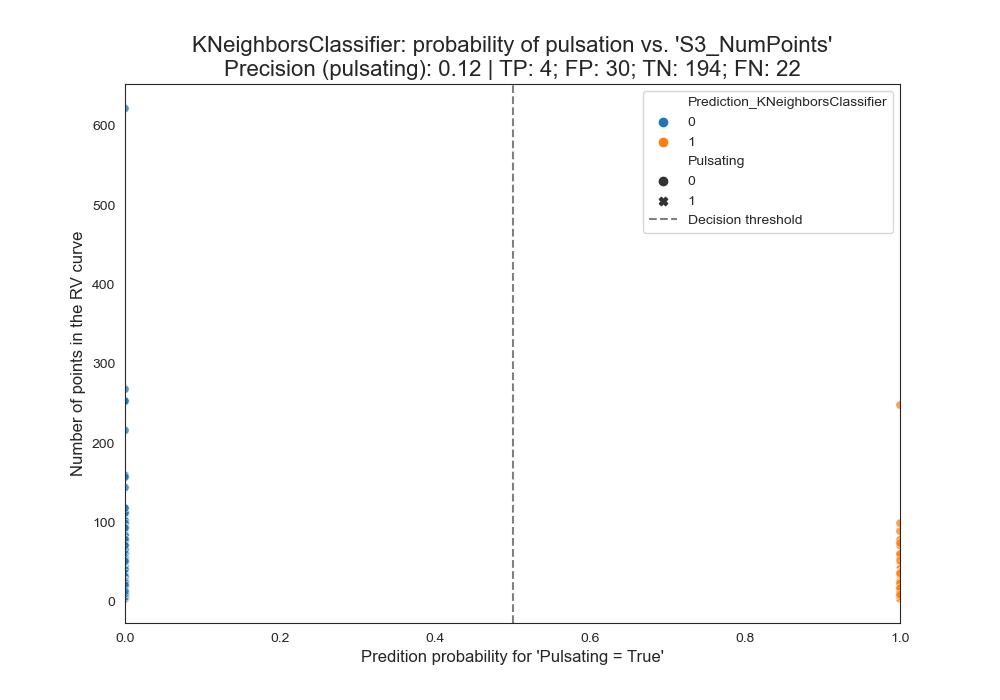 KNeighborsClassifier: probability of pulsation vs. 'S3_NumPoints'
Precision (pulsating): 0.12 | TP: 4; FP: 30; TN: 194; FN: 22
Prediction_KNeighborsClassifier
0
1
Pulsating
0
1
Decision threshold
Number of points in the RV curve
600
500
400
300
200
100
0
0.0 0.2 0.4 0.6 0.8 1.0
Predition probability for 'Pulsating = True'